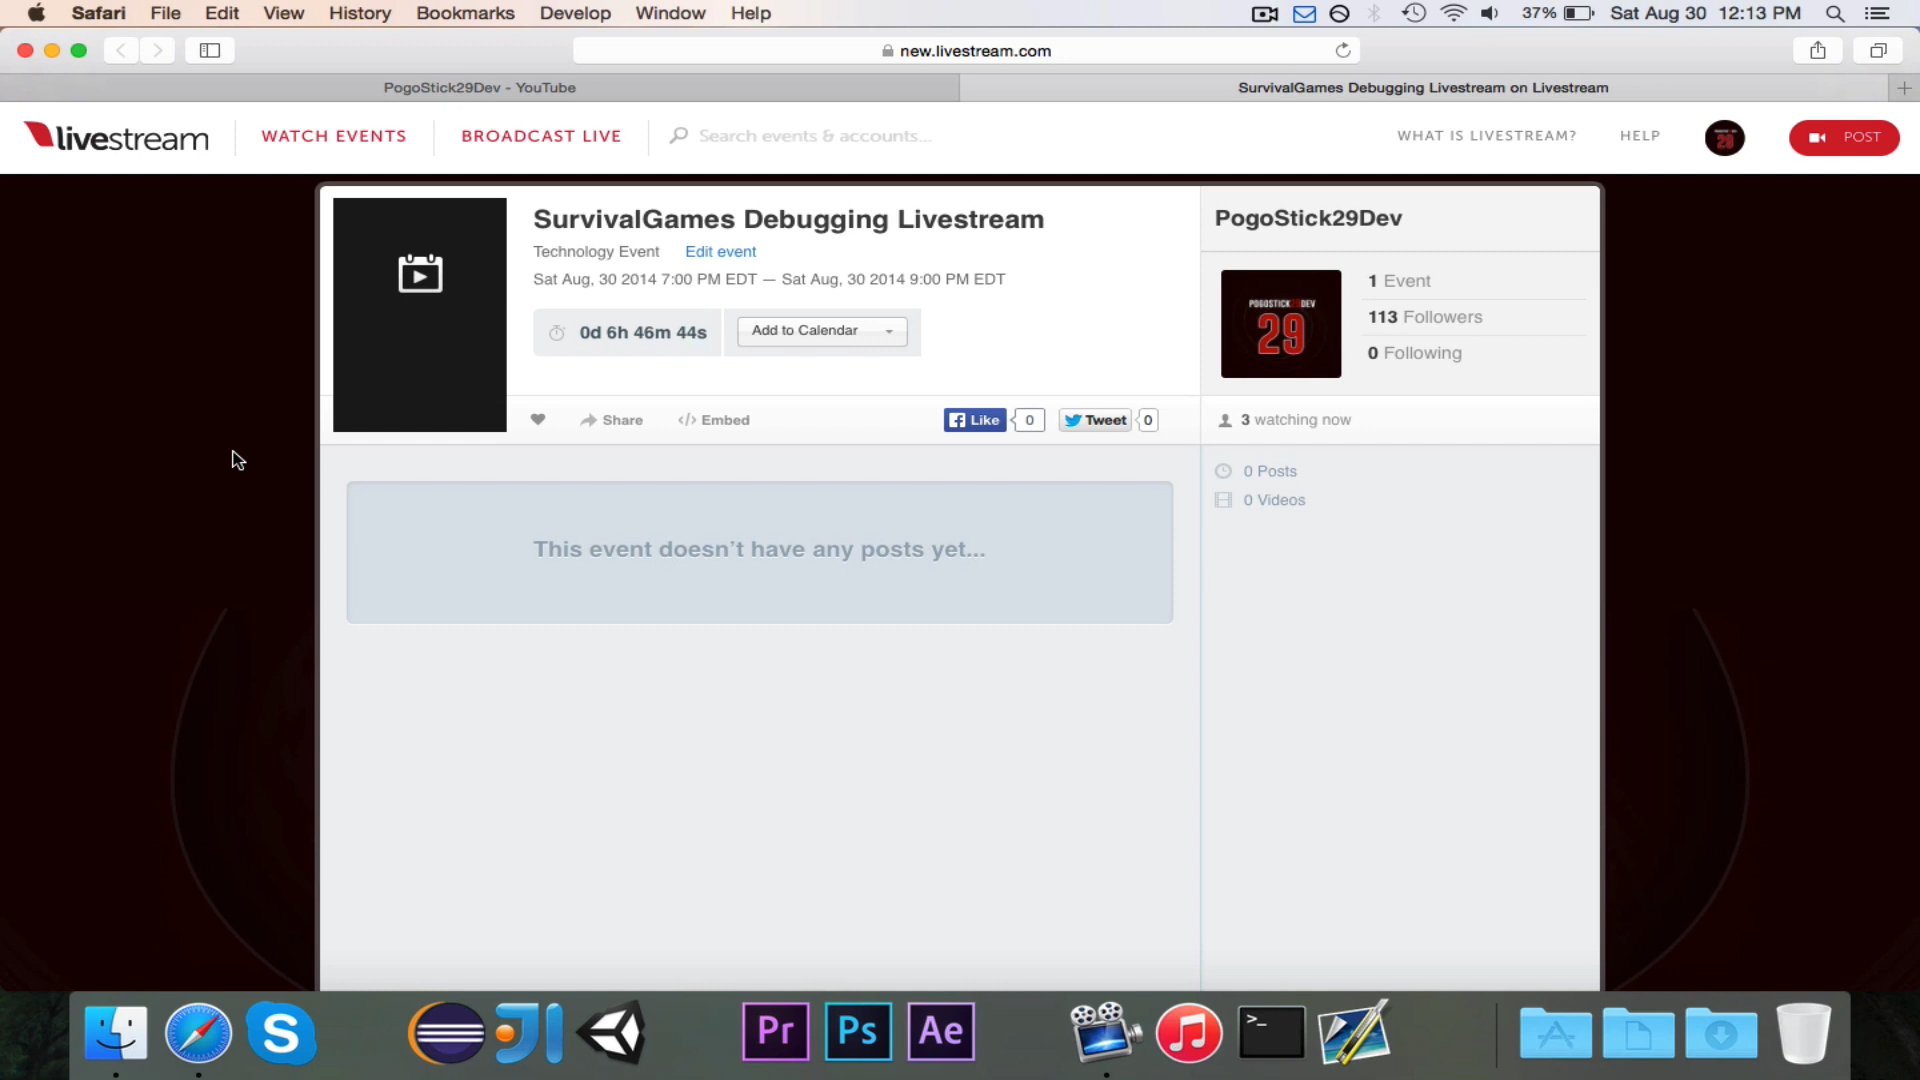 Safari File Edit View History Bookmarks Develop Window Help 37% Sat Aug 30 12:13 PM
new.livestream.com
PogoStick29Dev - YouTube
SurvivalGames Debugging Livestream on Livestream
livestream WATCH EVENTS BROADCAST LIVE Search events & accounts... WHAT IS LIVESTREAM? HELP 29 POST
SurvivalGames Debugging Livestream
Technology Event Edit event
Sat Aug, 30 2014 7:00 PM EDT — Sat Aug, 30 2014 9:00 PM EDT
0d 6h 46m 44s Add to Calendar
Share </> Embed Like 0 Tweet 0
This event doesn't have any posts yet...
PogoStick29Dev
POGOSTICK29DEV
29
1 Event
113 Followers
0 Following
3 watching now
0 Posts
0 Videos
S JI Pr Ps Ae >_